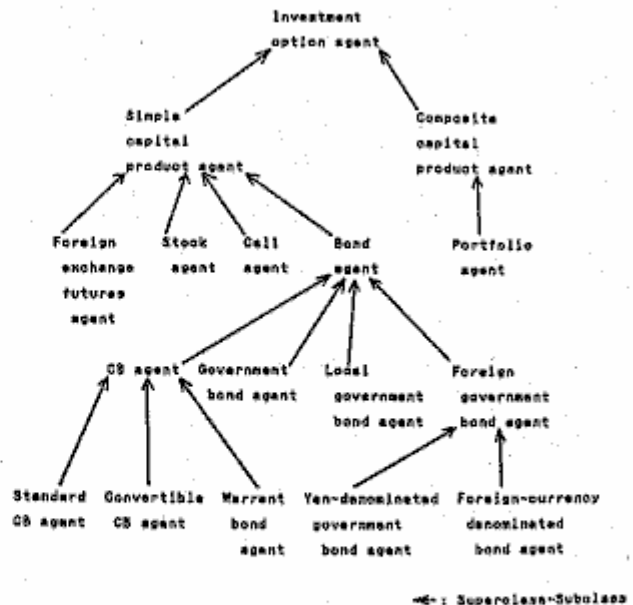 Investment
option agent
Simple
capital
product agent
Composite
capital
product agent
Foreign
exchange
futures
agent
Stock
agent
Call
agent
Bond
agent
Portfolio
agent
CB agent
Government
bond agent
Local
government
bond agent
Foreign
government
bond agent
Standard
CB agent
Convertible
CB agent
Warrent
bond
agent
Yen-denominated
government
bond agent
Foreign-currency
denominated
bond agent
: Superclass-Subclass